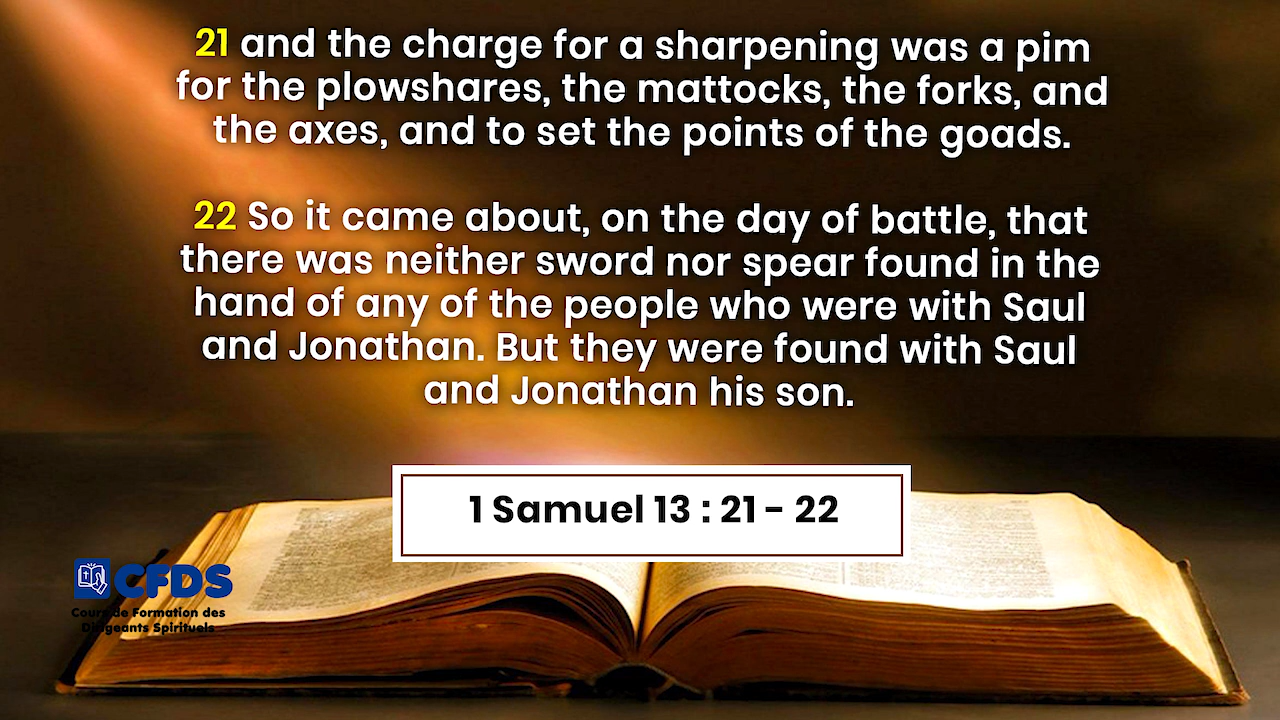 21 and the charge for a sharpening was a pim
for the plowshares, the mattocks, the forks, and
the axes, and to set the points of the goads.
22 So it came about, on the day of battle, that
there was neither sword nor spear found in the
hand of any of the people who were with Saul
and Jonathan. But they were found with Saul
and Jonathan his son.
1 Samuel 13 : 21 - 22
CFDS
Cours de Formation des
Dirigeants Spirituels